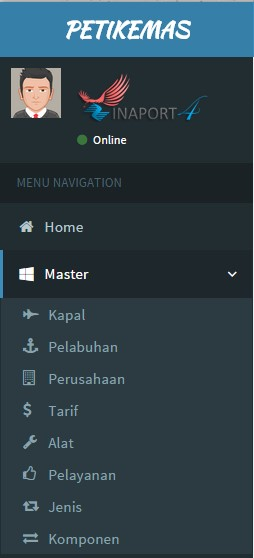 PETIKEMAS
INAPORT4
Online
MENU NAVIGATION
Home
Master
Kapal
Pelabuhan
Perusahaan
Tarif
Alat
Pelayanan
Jenis
Komponen